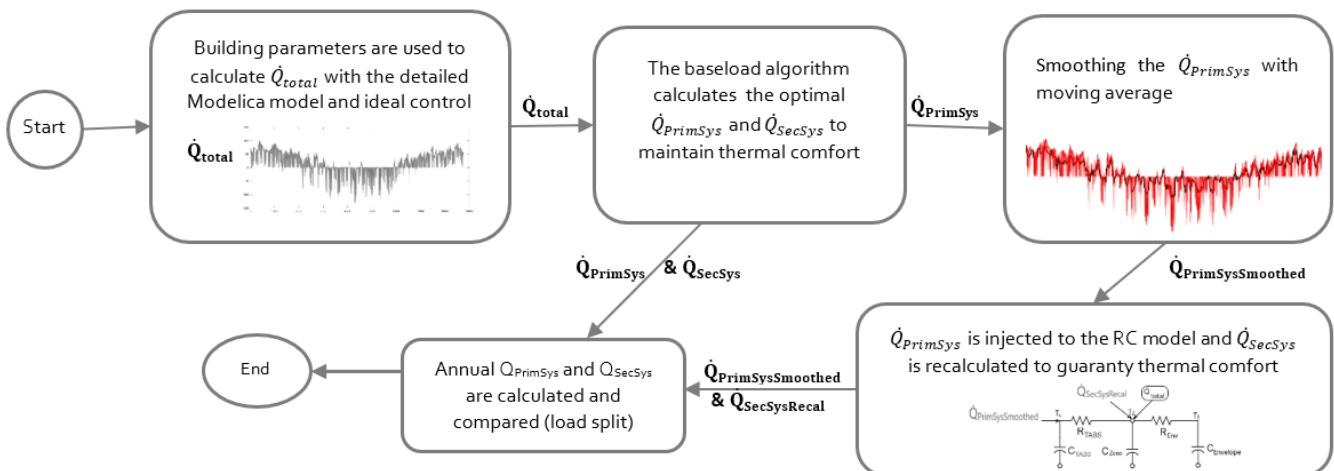 Start
Building parameters are used to
calculate Q̇total with the detailed
Modelica model and ideal control
Q̇total
Q̇total
The baseload algorithm
calculates the optimal
Q̇PrimSys and Q̇SecSys to
maintain thermal comfort
Q̇PrimSys
Smoothing the Q̇PrimSys with
moving average
Q̇PrimSys & Q̇SecSys
Q̇PrimSysSmoothed
Q̇PrimSys is injected to the RC model and Q̇SecSys
is recalculated to guaranty thermal comfort
Q̇SecSysRecal
Q̇total
Q̇PrimSysSmoothed
RTABS
REnv
CTABS
CZone
CEnvelope
Q̇PrimSysSmoothed
& Q̇SecSysRecal
Annual QPrimSys and QSecSys
are calculated and
compared (load split)
End